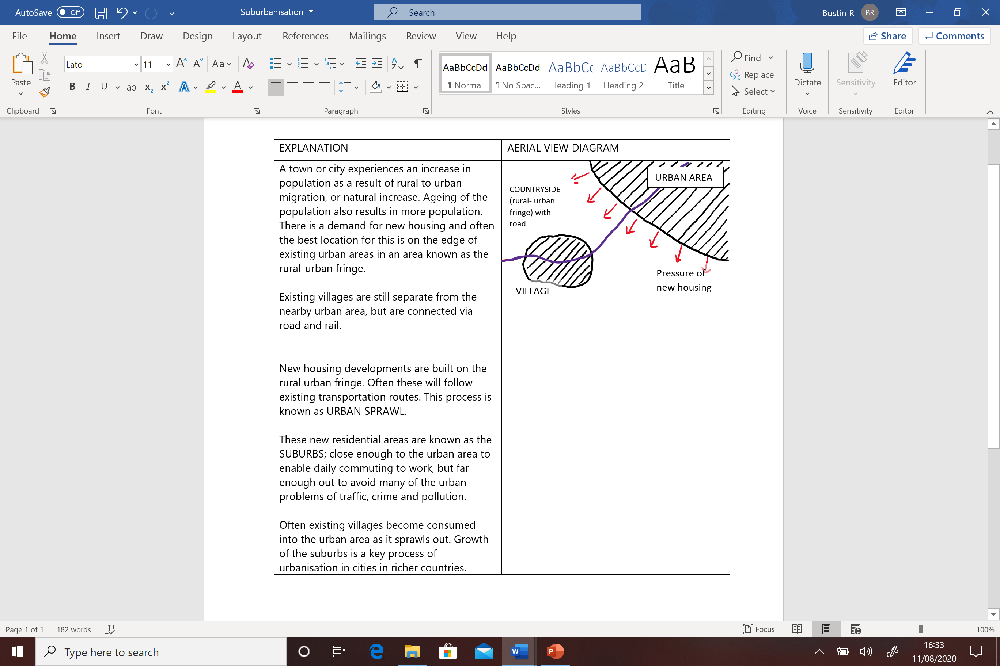 AutoSave Off
Suburbanisation
Search
Bustin R BR
File Home Insert Draw Design Layout References Mailings Review View Help
Share Comments
Paste
Lato 11
Aa
AaBbCcDd AaBbCcDd AaBbCc AaBbCcD AaB
¶ Normal ¶ No Spac... Heading 1 Heading 2 Title
Find
Replace
Select
Dictate
Sensitivity
Editor
Clipboard Font Paragraph Styles Editing Voice Sensitivity Editor
EXPLANATION
AERIAL VIEW DIAGRAM
A town or city experiences an increase in
population as a result of rural to urban
migration, or natural increase. Ageing of the
population also results in more population.
There is a demand for new housing and often
the best location for this is on the edge of
existing urban areas in an area known as the
rural-urban fringe.
Existing villages are still separate from the
nearby urban area, but are connected via
road and rail.
URBAN AREA
COUNTRYSIDE
(rural- urban
fringe) with
road
VILLAGE
Pressure of
new housing
New housing developments are built on the
rural urban fringe. Often these will follow
existing transportation routes. This process is
known as URBAN SPRAWL.
These new residential areas are known as the
SUBURBS; close enough to the urban area to
enable daily commuting to work, but far
enough out to avoid many of the urban
problems of traffic, crime and pollution.
Often existing villages become consumed
into the urban area as it sprawls out. Growth
of the suburbs is a key process of
urbanisation in cities in richer countries.
Page 1 of 1 182 words
Focus
100%
Type here to search
16:33
11/08/2020